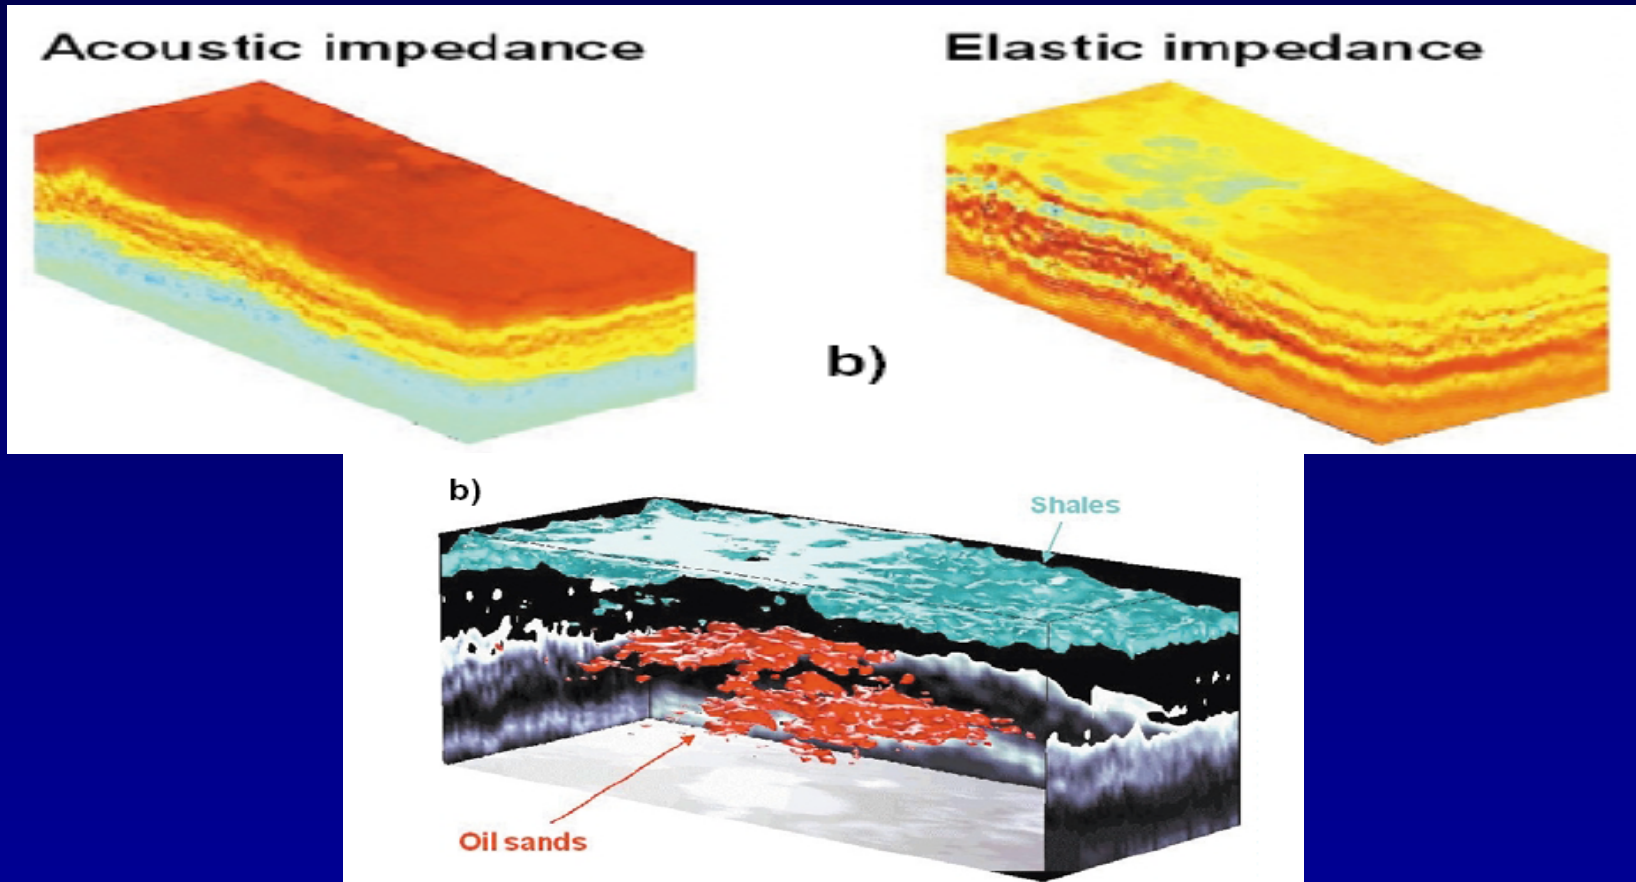 Acoustic impedance
Elastic impedance
b)
b)
Shales
Oil sands